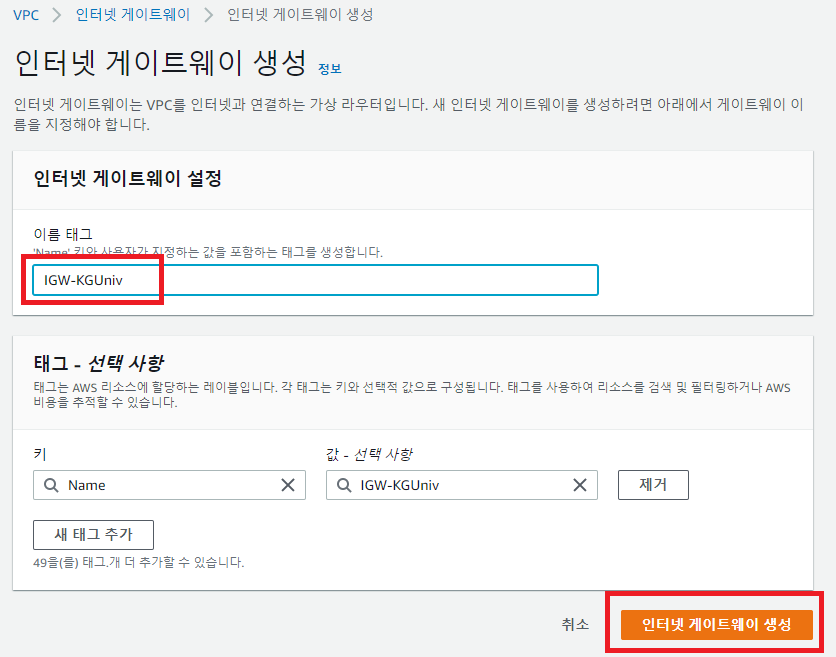 VPC > 인터넷 게이트웨이 > 인터넷 게이트웨이 생성
인터넷 게이트웨이 생성 정보
인터넷 게이트웨이는 VPC를 인터넷과 연결하는 가상 라우터입니다. 새 인터넷 게이트웨이를 생성하려면 아래에서 게이트웨이 이
름을 지정해야 합니다.
인터넷 게이트웨이 설정
이름 태그
'Name' 키와 사용자가 지정하는 값을 포함하는 태그를 생성합니다.
IGW-KGUniv
태그 - 선택 사항
태그는 AWS 리소스에 할당하는 레이블입니다. 각 태그는 키와 선택적 값으로 구성됩니다. 태그를 사용하여 리소스를 검색 및 필터링하거나 AWS
비용을 추적할 수 있습니다.
키 값 - 선택 사항
Name IGW-KGUniv 제거
새 태그 추가
49을(를) 태그.개 더 추가할 수 있습니다.
취소 인터넷 게이트웨이 생성